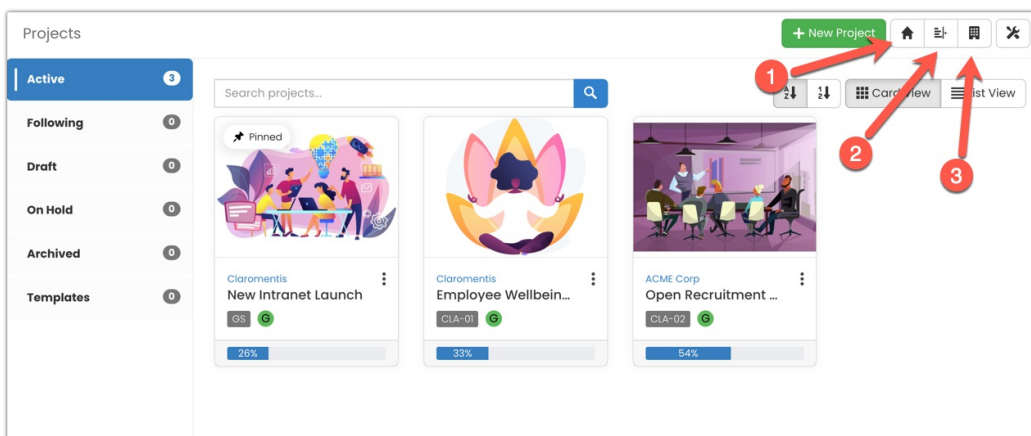 Projects
+ New Project
1
Active 3
Search projects...
Card View
List View
Following 0
Pinned
2
Draft 0
3
On Hold 0
Archived 0
Templates 0
Claromentis
New Intranet Launch
GS G
26%
Claromentis
Employee Wellbein...
CLA-01 G
33%
ACME Corp
Open Recruitment ...
CLA-02 G
54%